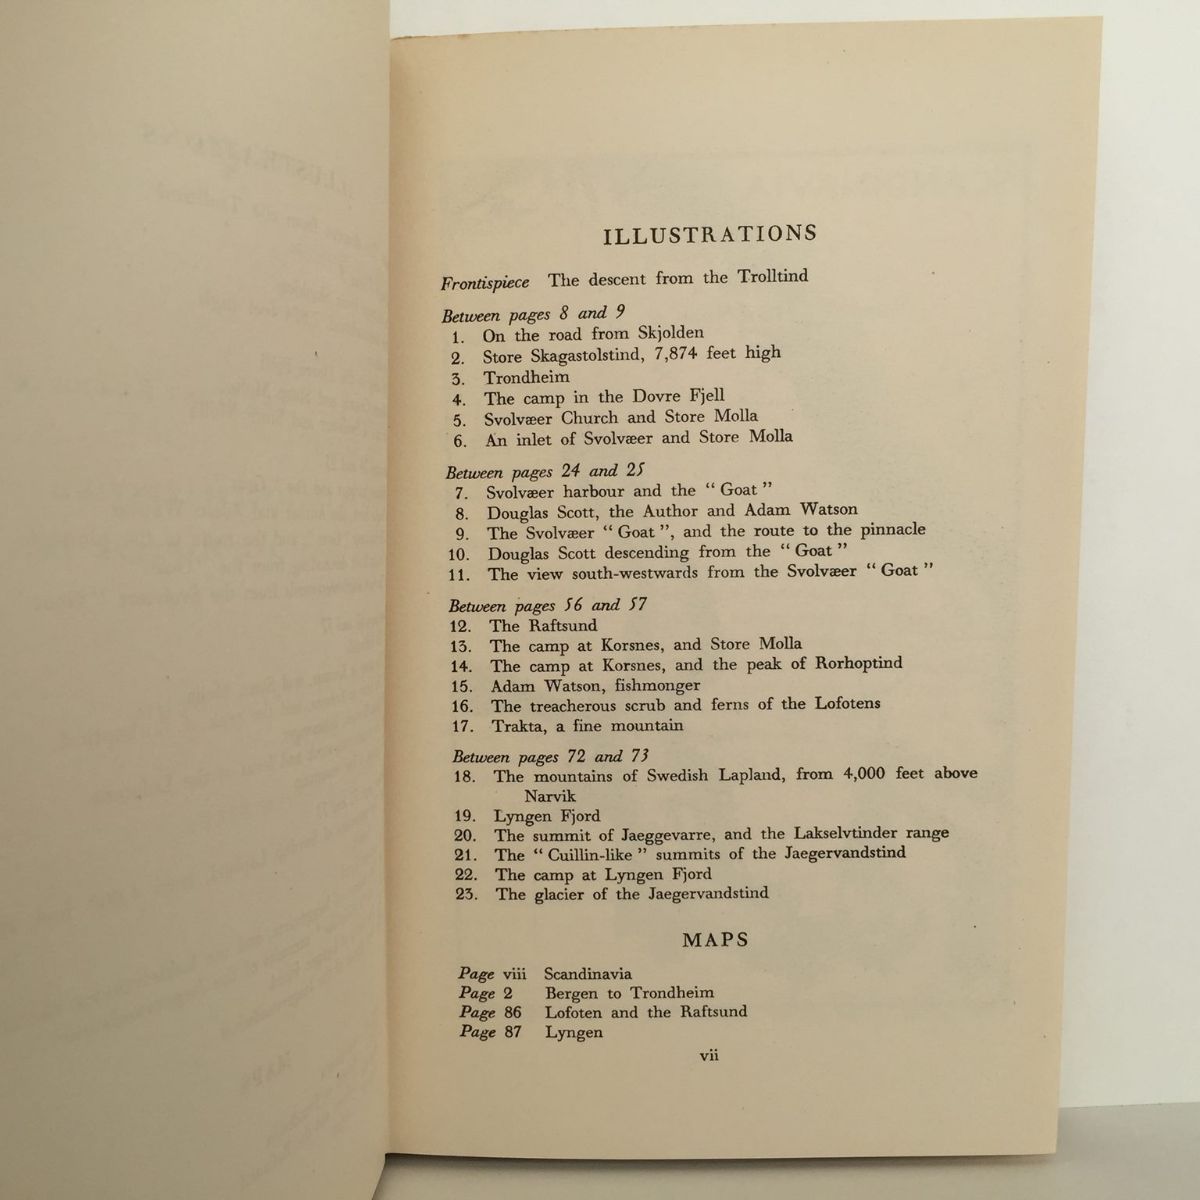 ILLUSTRATIONS
Frontispiece The descent from the Trolltind
Between pages 8 and 9
1. On the road from Skjolden
2. Store Skagastolstind, 7,874 feet high
3. Trondheim
4. The camp in the Dovre Fjell
5. Svolvæer Church and Store Molla
6. An inlet of Svolvæer and Store Molla
Between pages 24 and 25
7. Svolvæer harbour and the “ Goat ”
8. Douglas Scott, the Author and Adam Watson
9. The Svolvæer “ Goat ”, and the route to the pinnacle
10. Douglas Scott descending from the “ Goat ”
11. The view south-westwards from the Svolvæer “ Goat ”
Between pages 56 and 57
12. The Raftsund
13. The camp at Korsnes, and Store Molla
14. The camp at Korsnes, and the peak of Rorhoptind
15. Adam Watson, fishmonger
16. The treacherous scrub and ferns of the Lofotens
17. Trakta, a fine mountain
Between pages 72 and 73
18. The mountains of Swedish Lapland, from 4,000 feet above
Narvik
19. Lyngen Fjord
20. The summit of Jaeggevarre, and the Lakselvtinder range
21. The “ Cuillin-like ” summits of the Jaegervandstind
22. The camp at Lyngen Fjord
23. The glacier of the Jaegervandstind
MAPS
Page viii Scandinavia
Page 2 Bergen to Trondheim
Page 86 Lofoten and the Raftsund
Page 87 Lyngen
vii